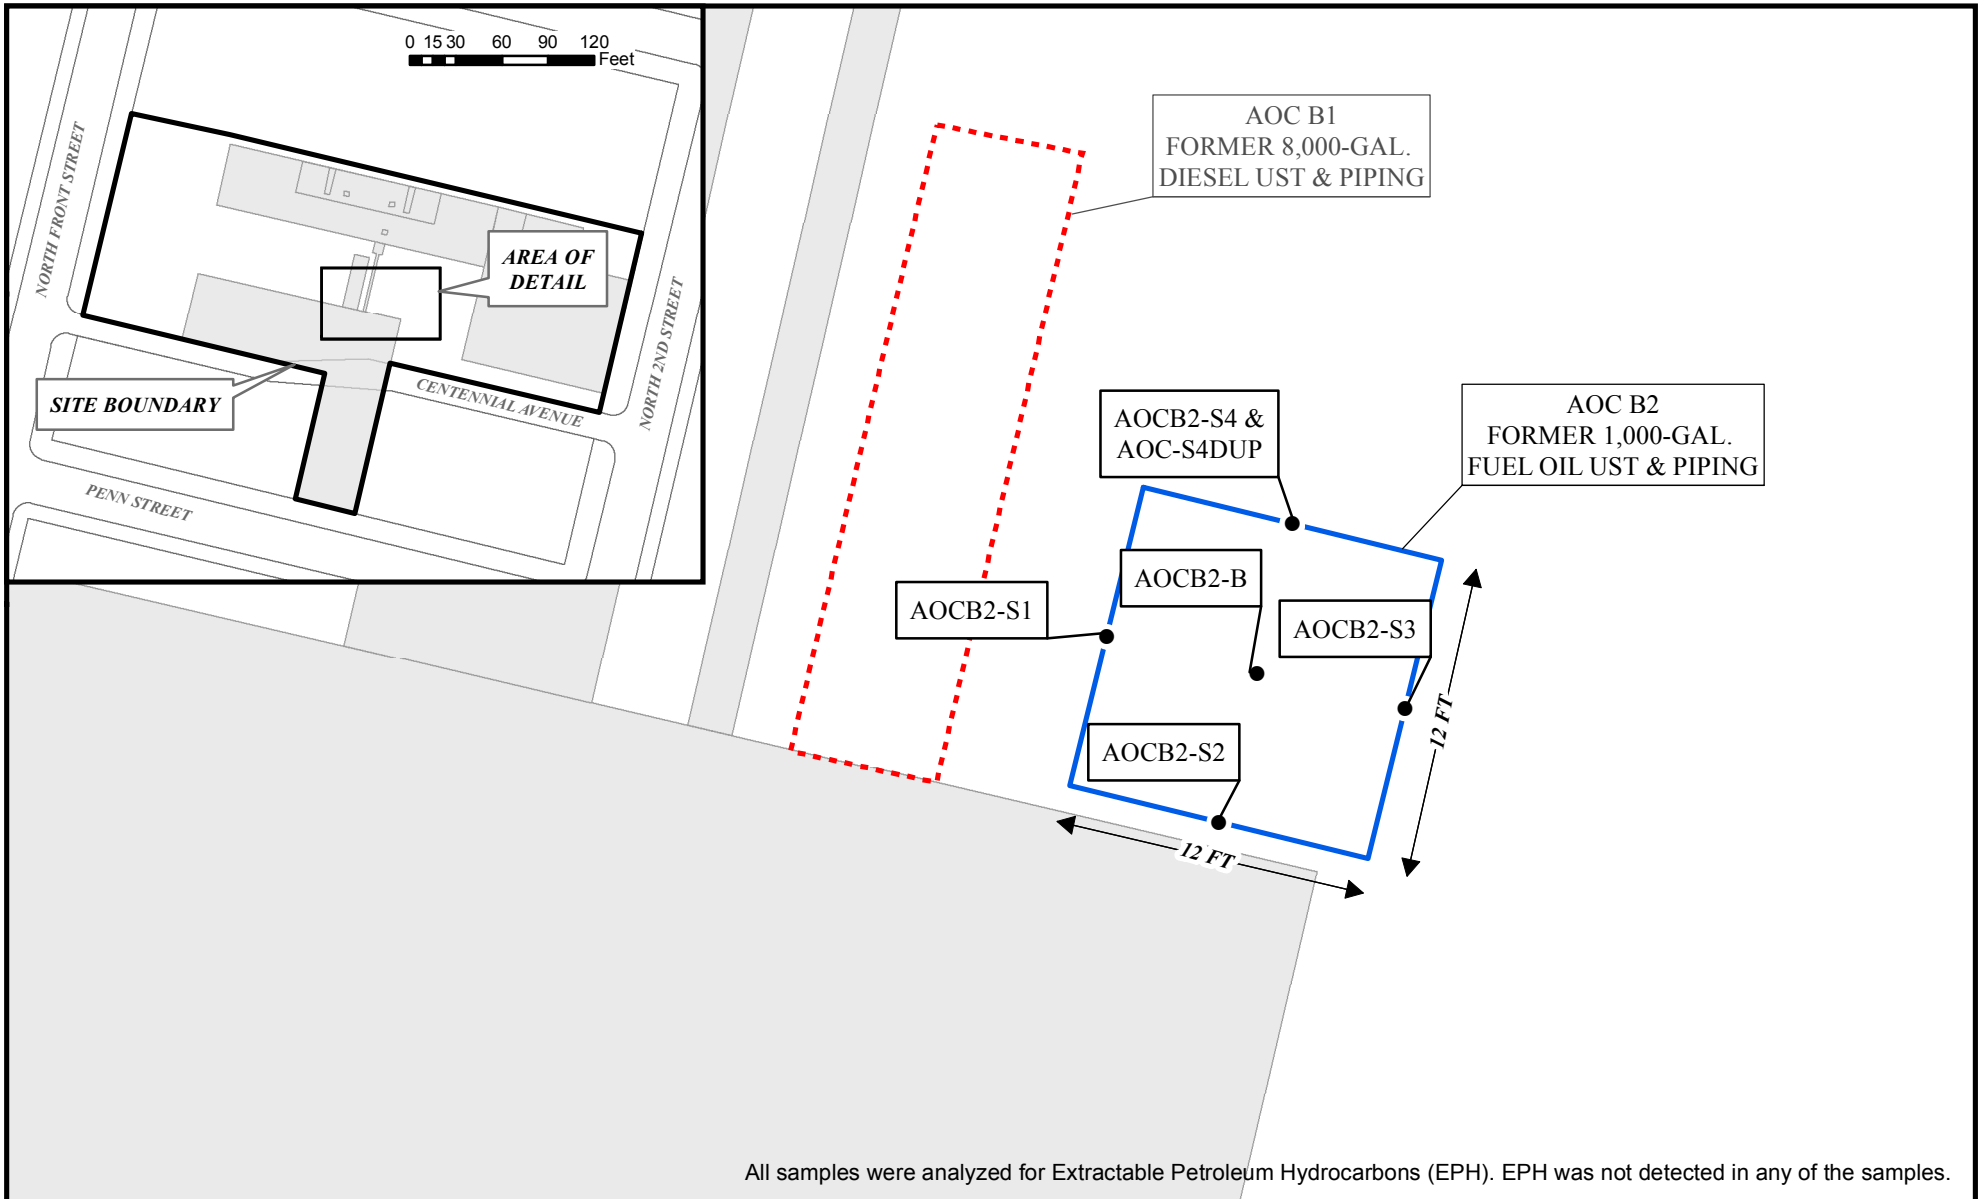 0 15 30 60 90 120
Feet
NORTH FRONT STREET
AREA OF
DETAIL
NORTH 2ND STREET
SITE BOUNDARY
CENTENNIAL AVENUE
PENN STREET
AOC B1
FORMER 8,000-GAL.
DIESEL UST & PIPING
AOCB2-S4 &
AOC-S4DUP
AOC B2
FORMER 1,000-GAL.
FUEL OIL UST & PIPING
AOCB2-B
AOCB2-S1
AOCB2-S3
AOCB2-S2
12 FT
12 FT
All samples were analyzed for Extractable Petroleum Hydrocarbons (EPH). EPH was not detected in any of the samples.